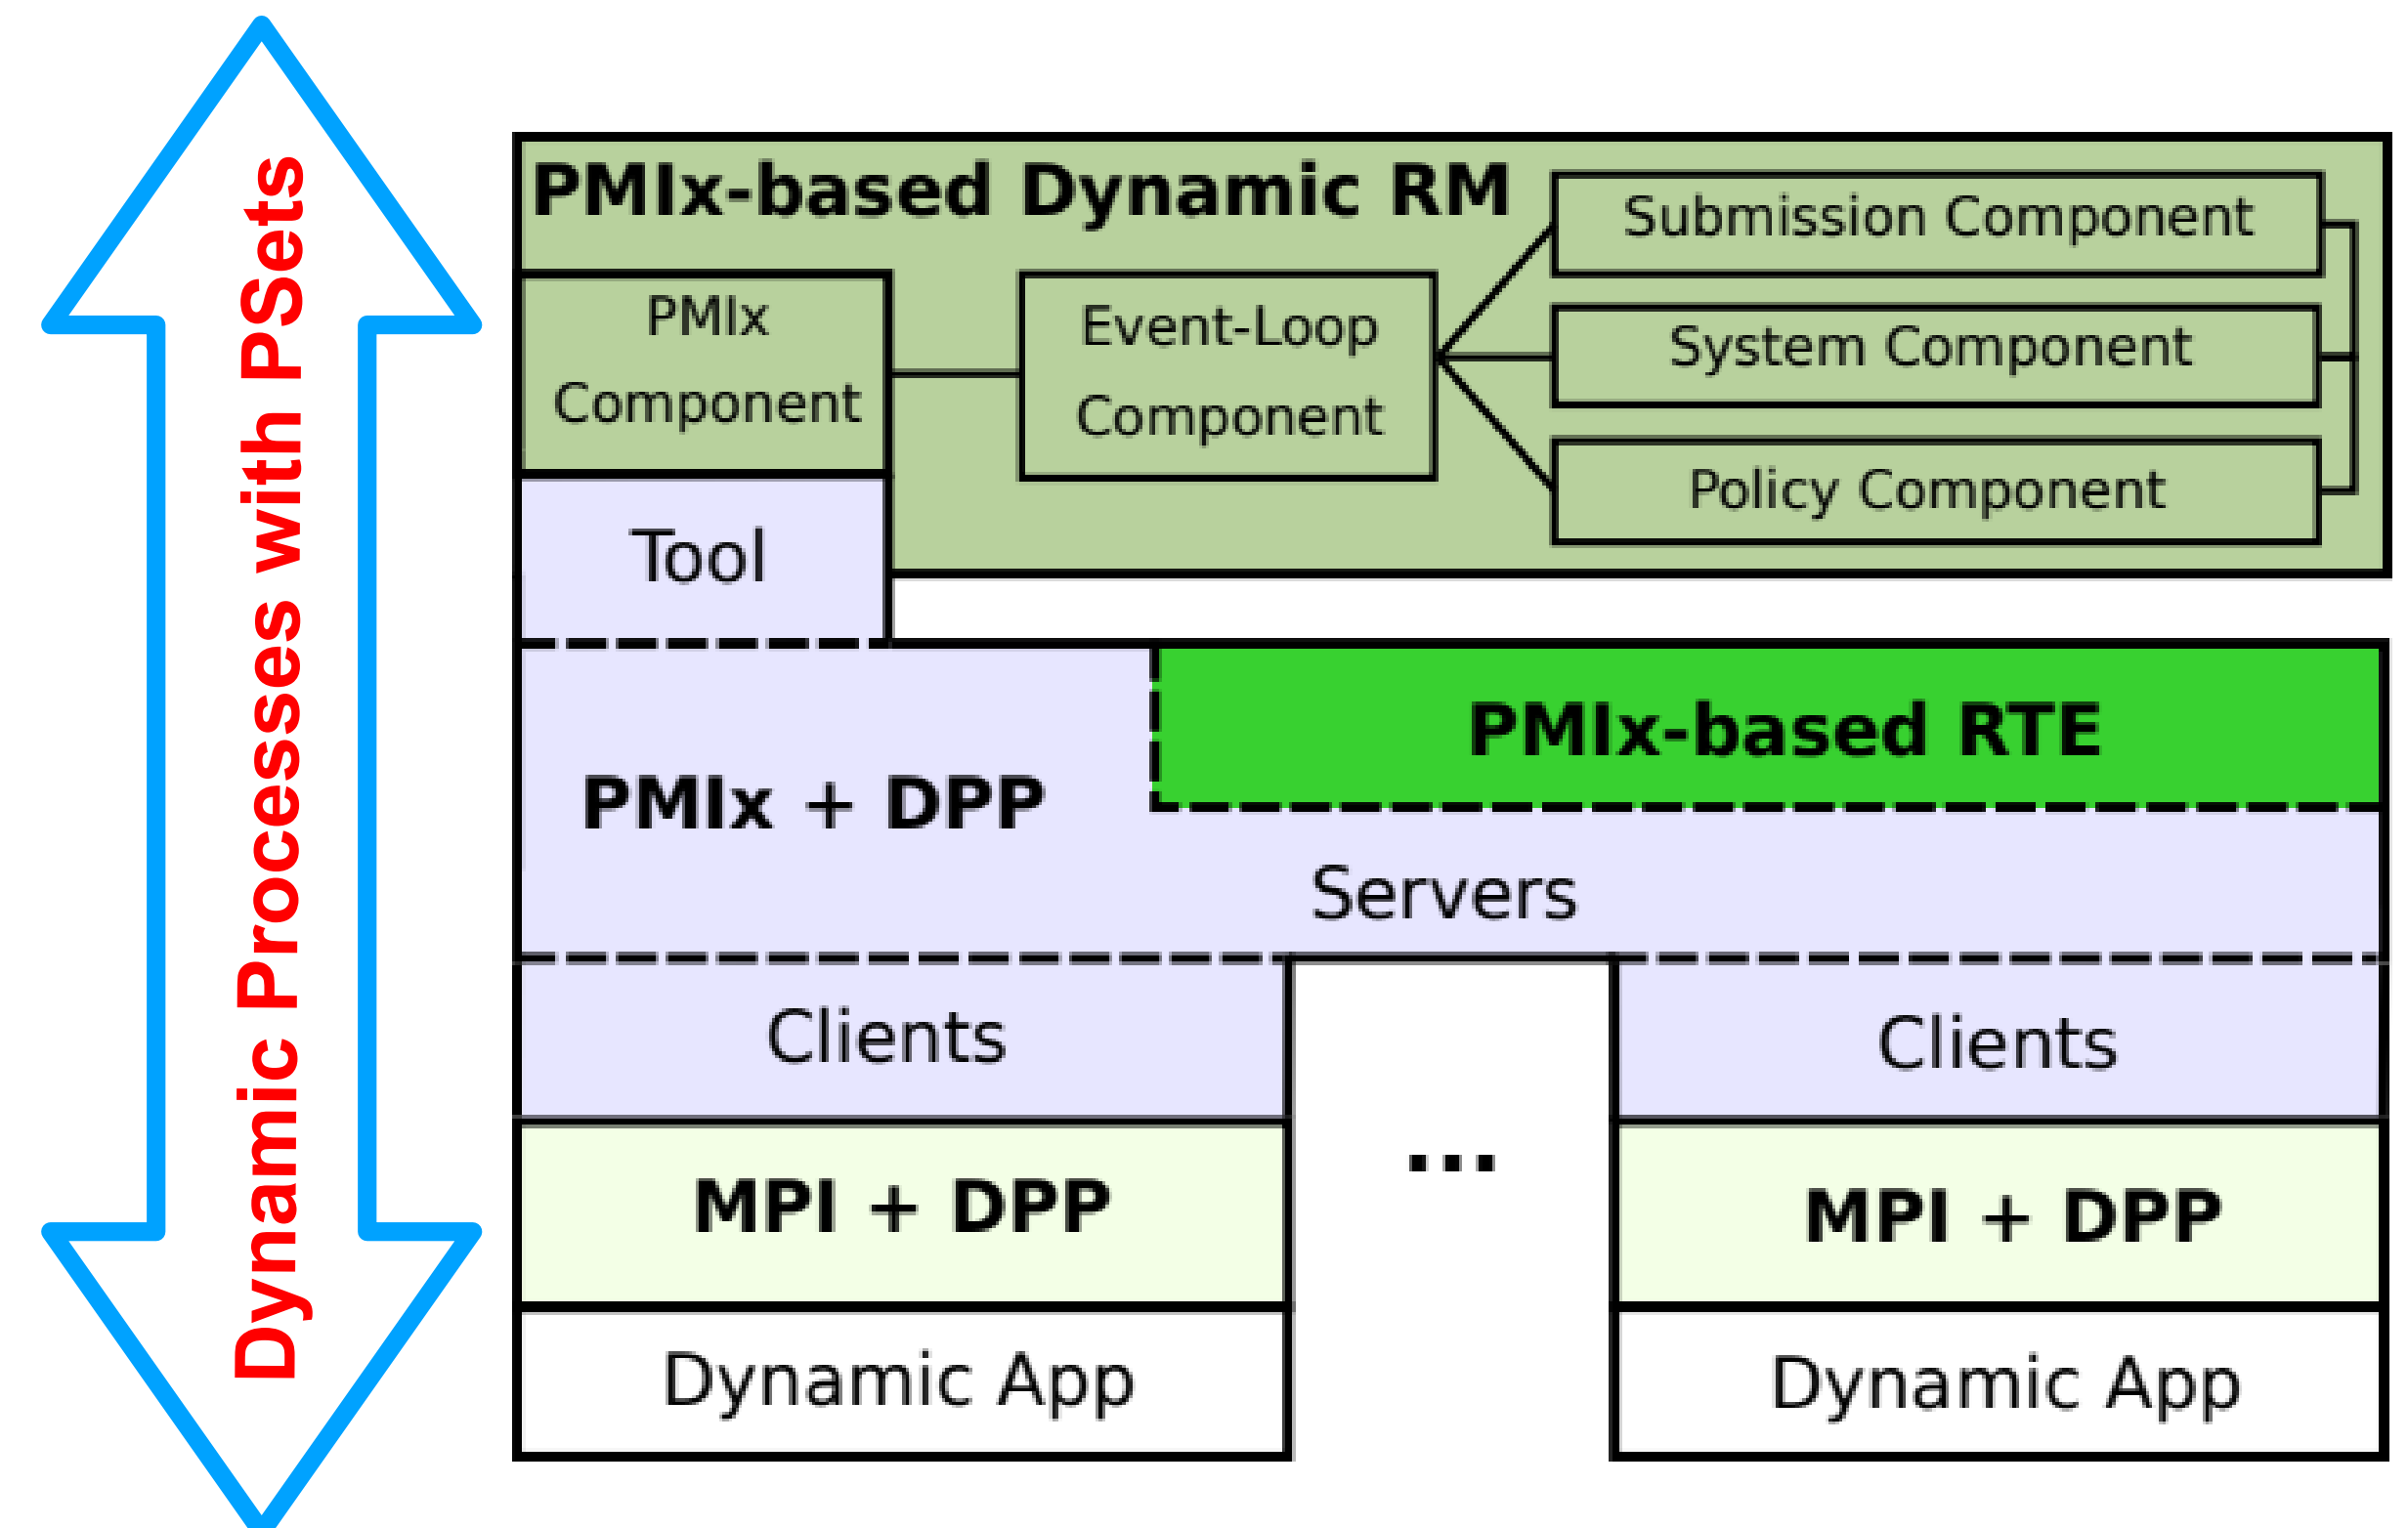 Dynamic Processes with PSets
PMIx-based Dynamic RM
Submission Component
PMIx
Component
Event-Loop
Component
System Component
Policy Component
Tool
PMIx-based RTE
PMIx + DPP
Servers
Clients
Clients
...
MPI + DPP
MPI + DPP
Dynamic App
Dynamic App